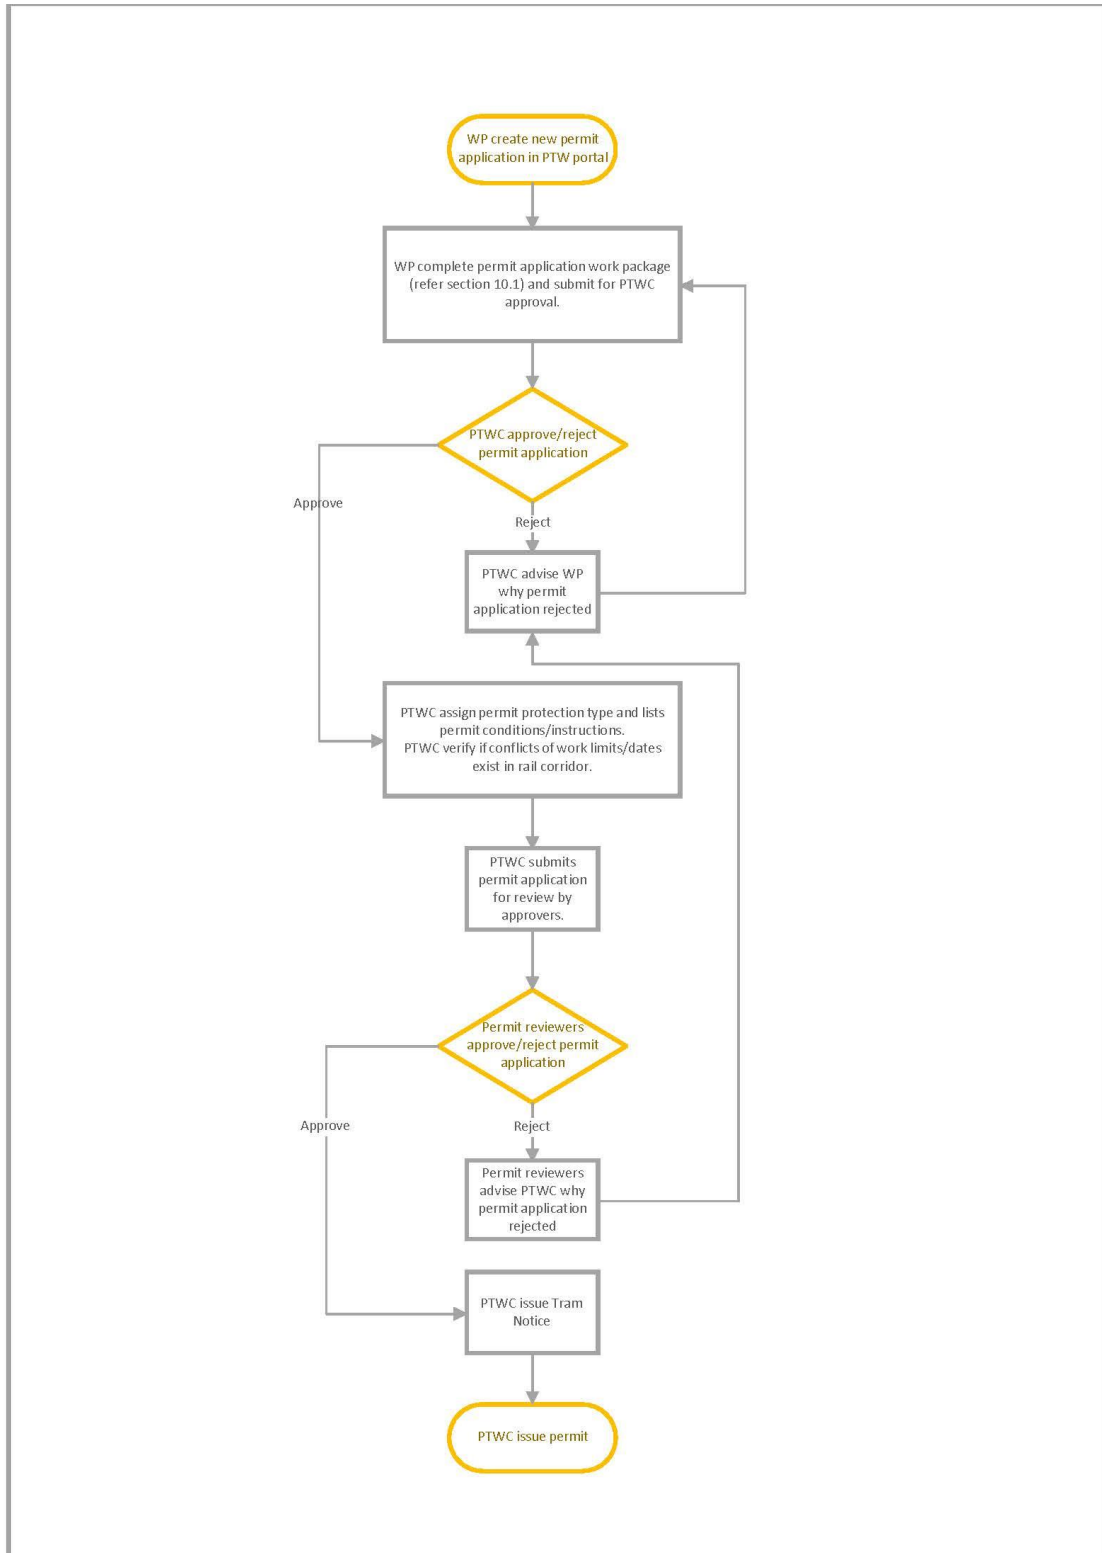 WP create new permit
application in PTW portal
WP complete permit application work package
(refer section 10.1) and submit for PTWC
approval.
PTWC approve/reject
permit application
Approve
Reject
PTWC advise WP
why permit
application rejected
PTWC assign permit protection type and lists
permit conditions/instructions.
PTWC verify if conflicts of work limits/dates
exist in rail corridor.
PTWC submits
permit application
for review by
approvers.
Permit reviewers
approve/reject permit
application
Approve
Reject
Permit reviewers
advise PTWC why
permit application
rejected
PTWC issue Tram
Notice
PTWC issue permit